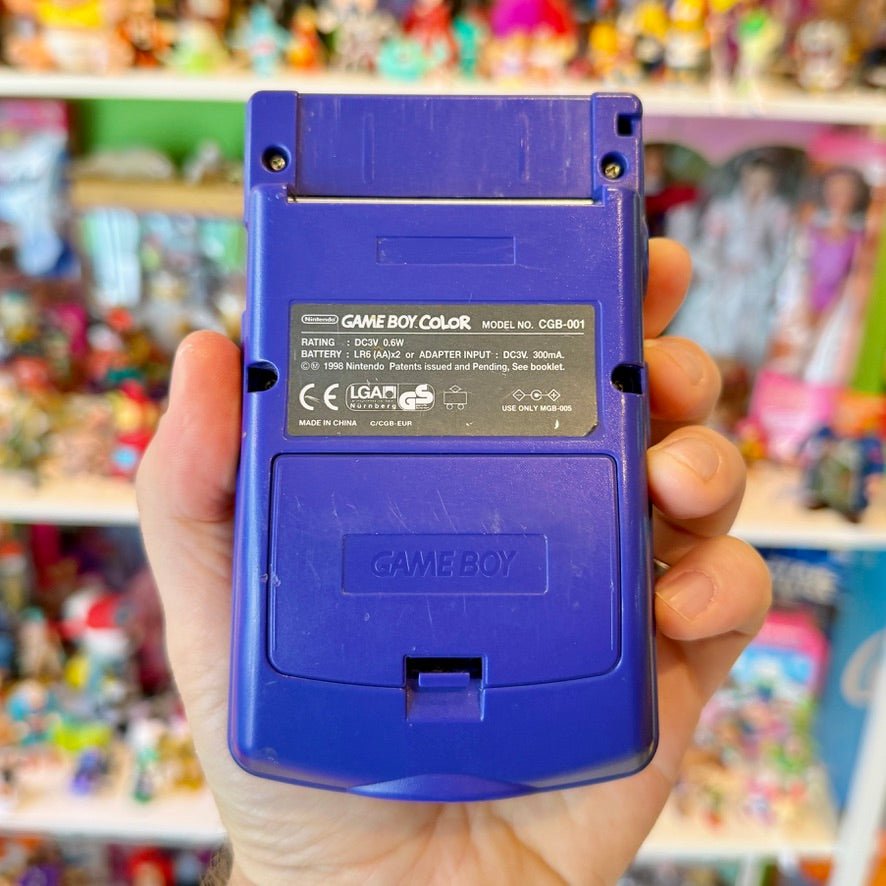 Nintendo GAME BOY COLOR MODEL NO. CGB-001
RATING : DC3V 0.6W
BATTERY : LR6 (AA)x2 or ADAPTER INPUT : DC3V 300mA.
©Ⓜ 1998 Nintendo Patents issued and Pending, See booklet.
CE LGA GS
Nürnberg
USE ONLY MGB-005
MADE IN CHINA C/CGB-EUR
GAME BOY